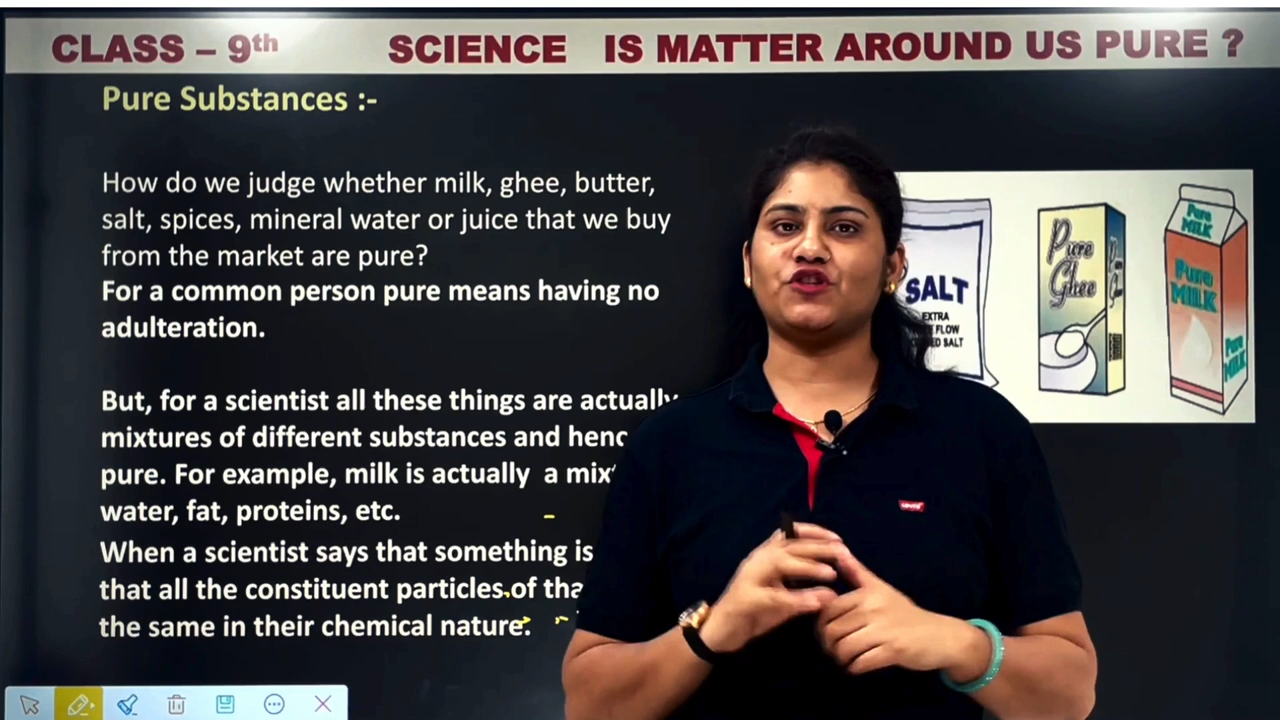 CLASS – 9th SCIENCE IS MATTER AROUND US PURE ?
Pure Substances :-
How do we judge whether milk, ghee, butter,
salt, spices, mineral water or juice that we buy
from the market are pure?
For a common person pure means having no
adulteration.
But, for a scientist all these things are actually
mixtures of different substances and
pure. For example, milk is actually a
water, fat, proteins, etc.
When a scientist says that something is
that all the constituent particles of
the same in their chemical nature.
SALT
EXTRA
FLOW
SALT
Pure
Ghee
Pure
MILK
Pure
MILK
Pure
MILK